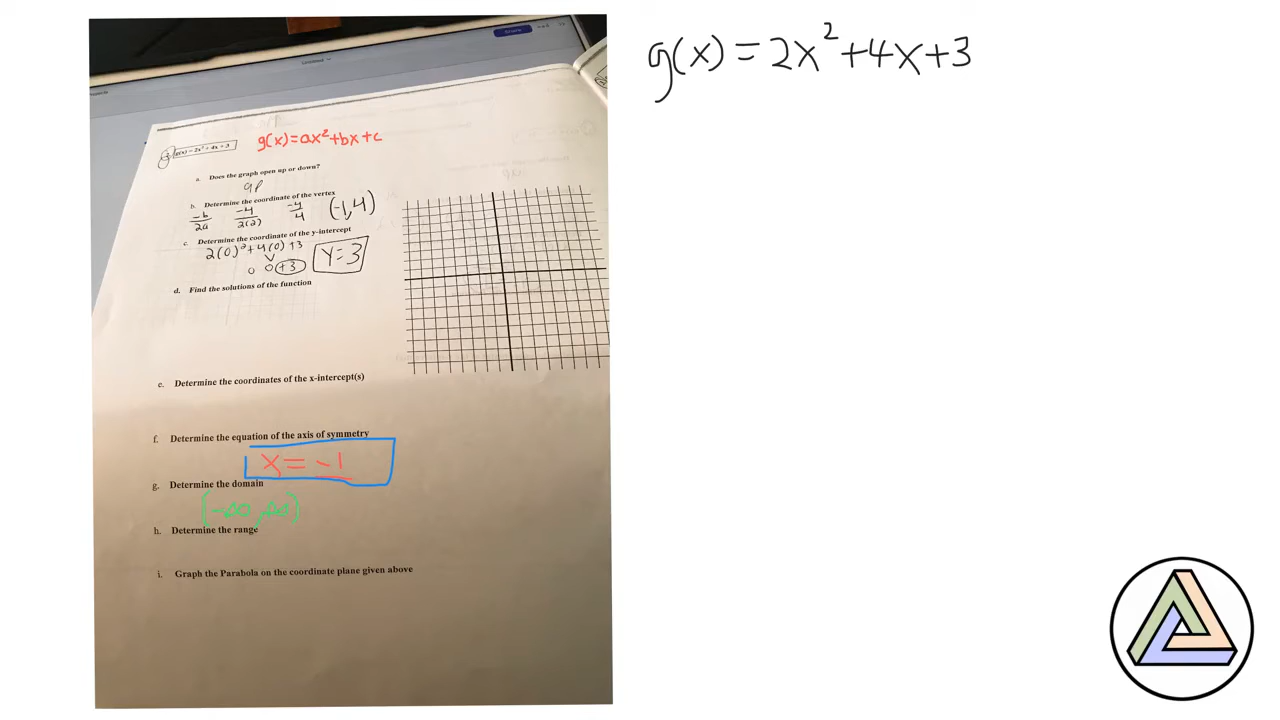 g(x) = 2x² + 4x + 3
g(x) = ax² + bx + c
g(x) = 2x² + 4x + 3
a. Does the graph open up or down?
up
b. Determine the coordinate of the vertex
-b/2a -4/2(2) -4/4 (-1, 4)
c. Determine the coordinate of the y-intercept
2(0)² + 4(0) + 3
0 0 + 3 Y = 3
d. Find the solutions of the function
e. Determine the coordinates of the x-intercept(s)
f. Determine the equation of the axis of symmetry
x = -1
g. Determine the domain
(-∞, ∞)
h. Determine the range
i. Graph the Parabola on the coordinate plane given above